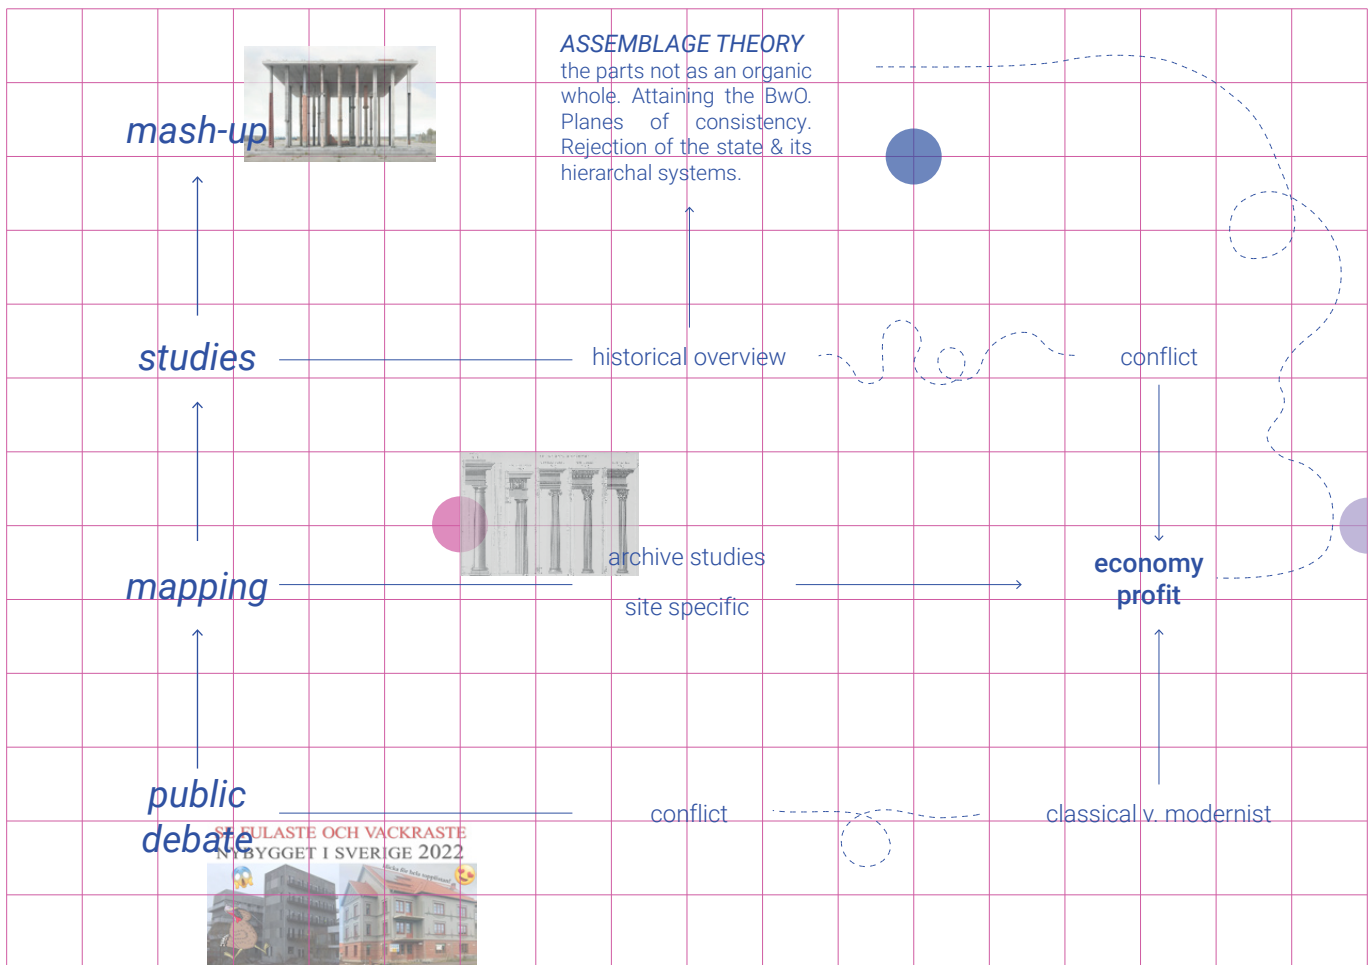 ASSEMBLAGE THEORY
the parts not as an organic
whole. Attaining the BwO.
Planes of consistency.
Rejection of the state & its
hierarchal systems.
mash-up
studies
historical overview
conflict
archive studies
mapping
site specific
economy
profit
public
debate
conflict
classical v. modernist
FULASTE OCH VACKRASTE
NYBYGGET I SVERIGE 2022